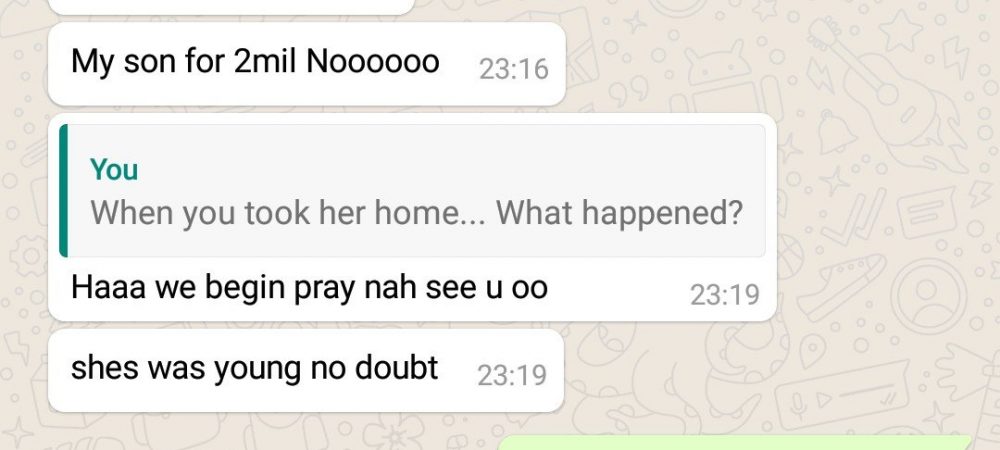 My son for 2mil Noooooo 23:16
You
When you took her home... What happened?
Haaa we begin pray nah see u oo 23:19
shes was young no doubt 23:19